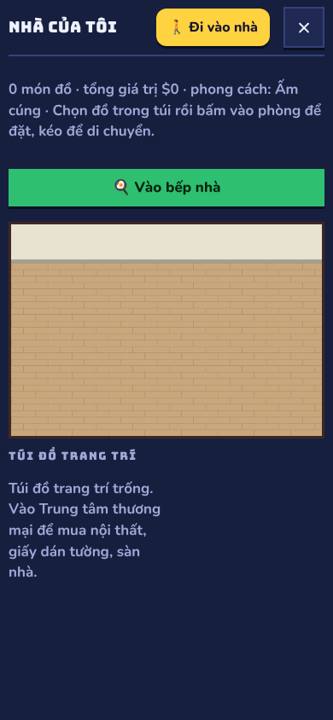 NHÀ CỦA TÔI
🚶 Đi vào nhà
×
0 món đồ · tổng giá trị $0 · phong cách: Ấm
cúng · Chọn đồ trong túi rồi bấm vào phòng để
đặt, kéo để di chuyển.
🍳 Vào bếp nhà
TÚI ĐỒ TRANG TRÍ
Túi đồ trang trí trống.
Vào Trung tâm thương
mại để mua nội thất,
giấy dán tường, sàn
nhà.